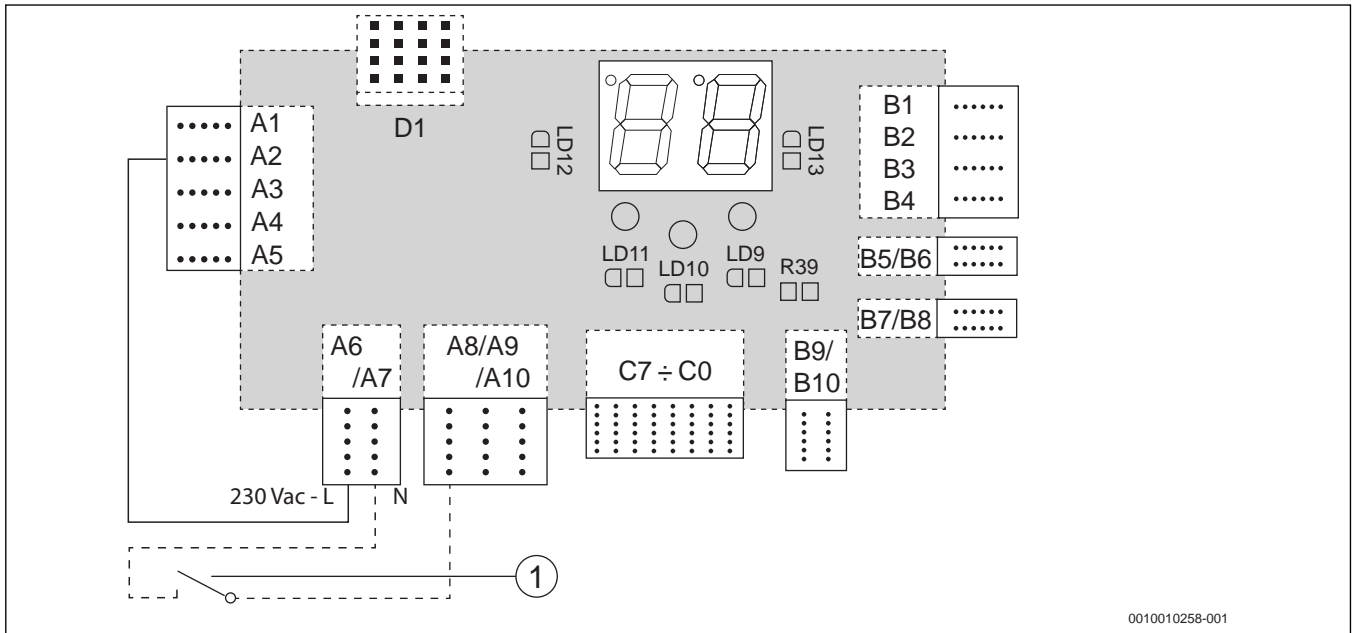 D1
A1
A2
A3
A4
A5
LD12
LD13
B1
B2
B3
B4
LD11
LD10
LD9
R39
B5/B6
B7/B8
A6
/A7
A8/A9
/A10
C7 ÷ C0
B9/
B10
230 Vac - L
N
1
0010010258-001